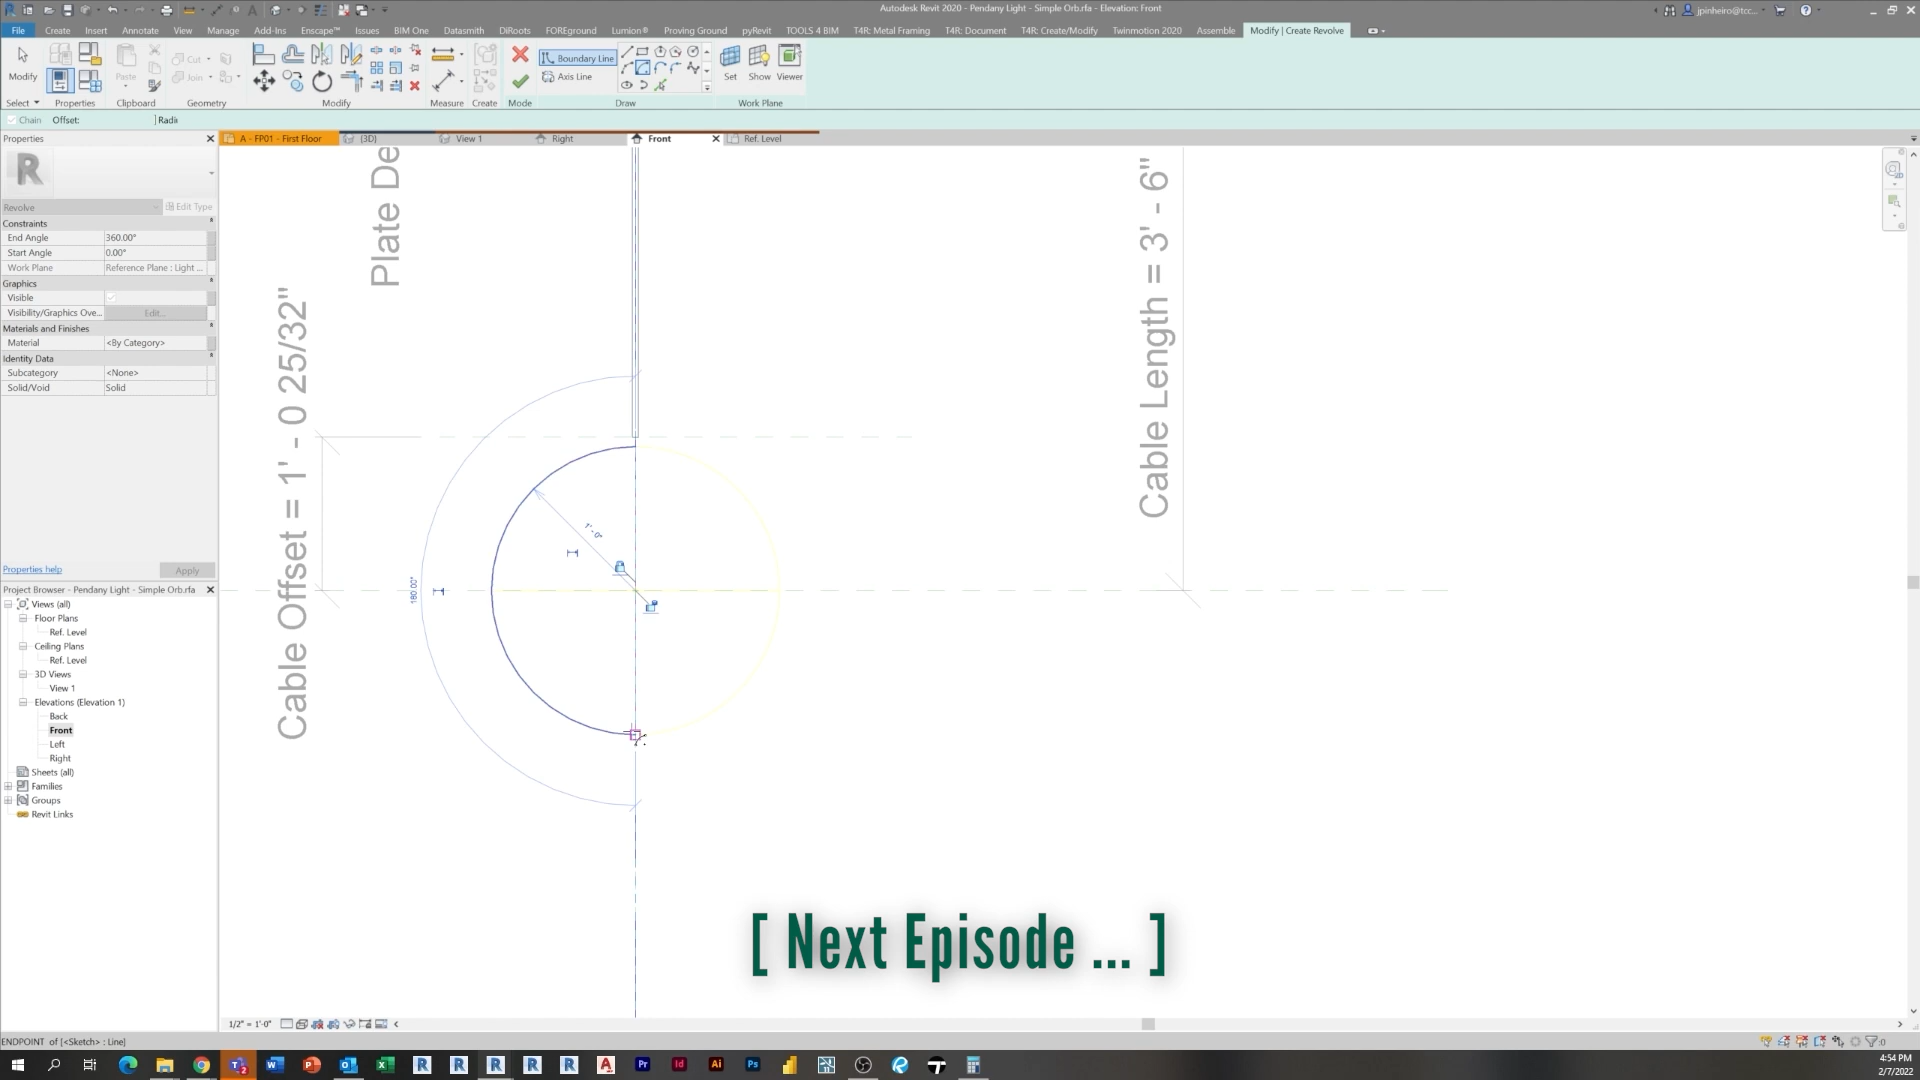 Autodesk Revit 2020 - Pendany Light - Simple Orb.rfa - Elevation: Front
jpinheiro@tcc...
File Create Insert Annotate View Manage Add-Ins Enscape™ Issues BIM One Datasmith DiRoots FOREground Lumion® Proving Ground pyRevit TOOLS 4 BIM T4R: Metal Framing T4R: Document T4R: Create/Modify Twinmotion 2020 Assemble Modify | Create Revolve
Cut
Join
Boundary Line
Axis Line
Modify Paste Set Show Viewer
Select Properties Clipboard Geometry Modify Measure Create Mode Draw Work Plane
Chain Offset: Radi
Properties
A - FP01 - First Floor {3D} View 1 Right Front Ref. Level
R
Revolve Edit Type
Constraints
End Angle 360.00°
Start Angle 0.00°
Work Plane Reference Plane : Light ...
Graphics
Visible
Visibility/Graphics Ove... Edit...
Materials and Finishes
Material <By Category>
Identity Data
Subcategory <None>
Solid/Void Solid
Properties help Apply
Project Browser - Pendany Light - Simple Orb.rfa
Views (all)
Floor Plans
Ref. Level
Ceiling Plans
Ref. Level
3D Views
View 1
Elevations (Elevation 1)
Back
Front
Left
Right
Sheets (all)
Families
Groups
Revit Links
Plate De
Cable Offset = 1' - 0 25/32"
Cable Length = 3' - 6"
1' - 0"
180.00°
[ Next Episode ... ]
1/2" = 1'-0"
ENDPOINT of [<Sketch> : Line]
:0
4:54 PM
2/7/2022